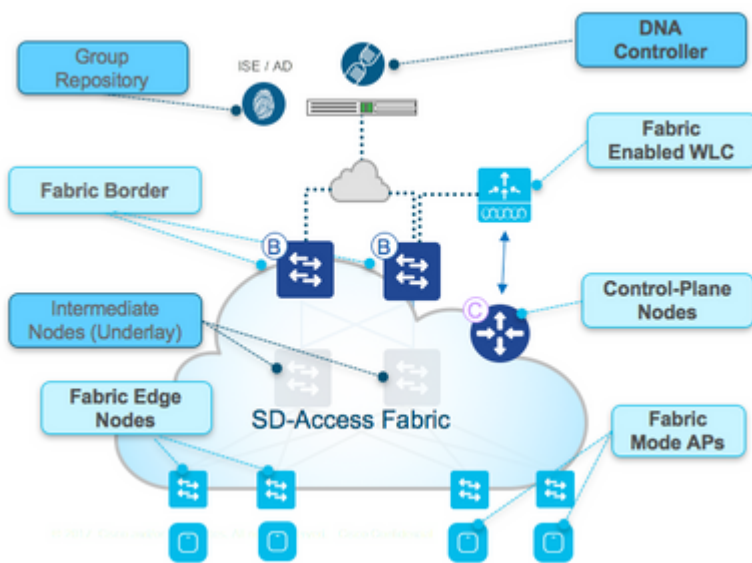 DNA
Controller
Group
Repository
ISE / AD
Fabric
Enabled WLC
Fabric Border
B
B
Intermediate
Nodes (Underlay)
C
Control-Plane
Nodes
Fabric Edge
Nodes
SD-Access Fabric
Fabric
Mode APs